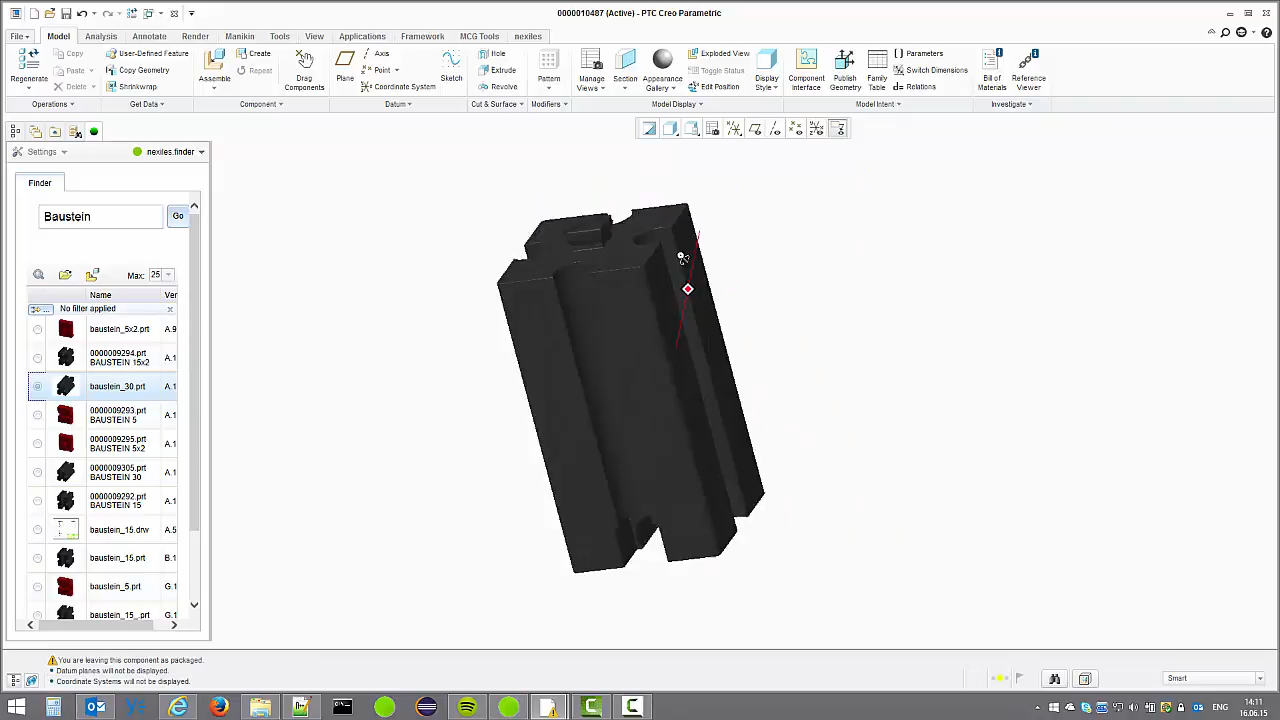 0000010487 (Active) - PTC Creo Parametric
File Model Analysis Annotate Render Manikin Tools View Applications Framework MCG Tools nexiles
Regenerate Copy Paste Delete User-Defined Feature Copy Geometry Shrinkwrap Assemble Create Repeat Drag Components Plane Axis Point Coordinate System Sketch Hole Extrude Revolve Pattern Manage Views Section Appearance Gallery Exploded View Toggle Status Edit Position Display Style Component Interface Publish Geometry Family Table Parameters Switch Dimensions Relations Bill of Materials Reference Viewer
Operations Get Data Component Datum Cut & Surface Modifiers Model Display Model Intent Investigate
Settings nexiles.finder
Finder
Baustein Go
Max: 25
Name Ver
... No filter applied
baustein_5x2.prt A.9
0000009294.prt
BAUSTEIN 15x2 A.1
baustein_30.prt A.1
0000009293.prt
BAUSTEIN 5 A.1
0000009295.prt
BAUSTEIN 5x2 A.1
0000009305.prt
BAUSTEIN 30 A.1
0000009292.prt
BAUSTEIN 15 A.1
baustein_15.drw A.5
baustein_15.prt B.1
baustein_5.prt G.1
baustein_15_.prt G.1
You are leaving this component as packaged.
• Datum planes will not be displayed.
• Coordinate Systems will not be displayed.
Smart
ENG
14:11
16.06.15